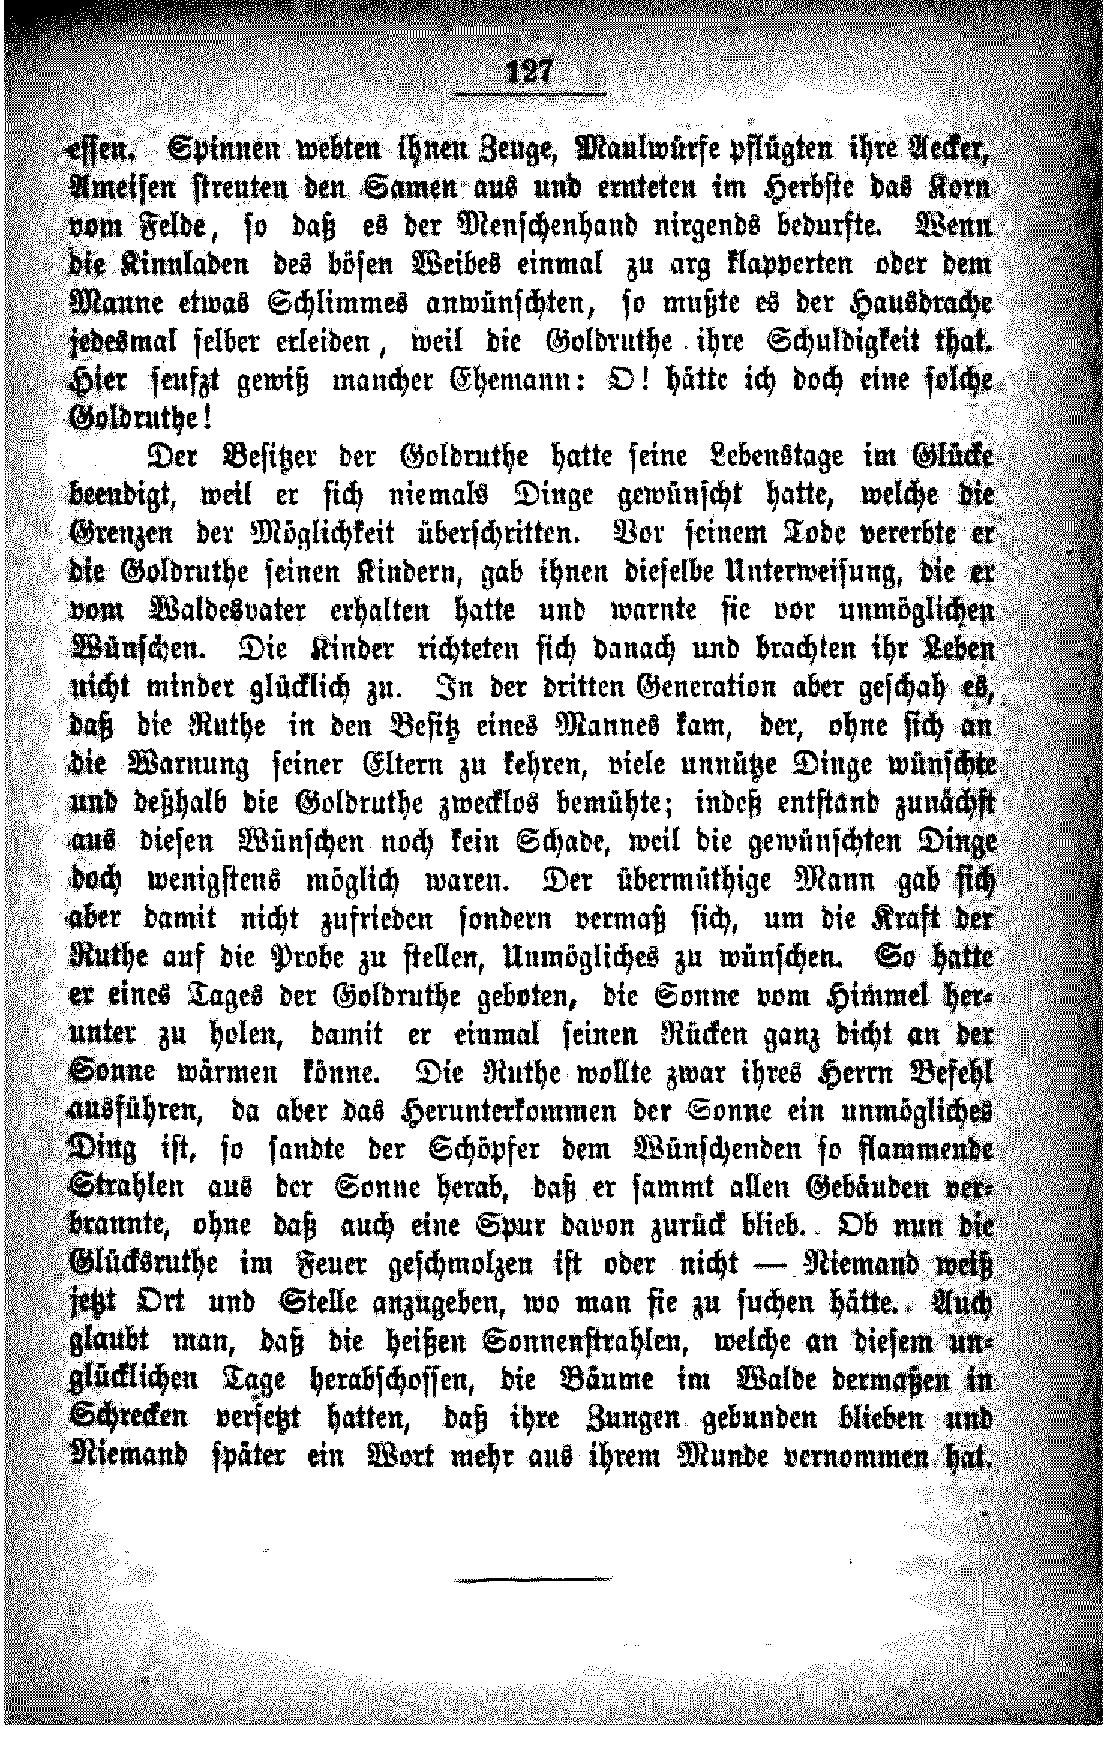 127
essen. Spinnen webten ihnen Zeuge, Maulwürfe pflügten ihre Aecker,
Ameisen streuten den Samen aus und ernteten im Herbste das Korn
vom Felde, so daß es der Menschenhand nirgends bedurfte. Wenn
die Kinnladen des bösen Weibes einmal zu arg klapperten oder dem
Manne etwas Schlimmes anwünschten, so mußte es der Hausdrache
jedesmal selber erleiden, weil die Goldruthe ihre Schuldigkeit that.
Hier seufzt gewiß mancher Ehemann: O! hätte ich doch eine solche
Goldruthe!
Der Besitzer der Goldruthe hatte seine Lebenstage im Glücke
beendigt, weil er sich niemals Dinge gewünscht hatte, welche die
Grenzen der Möglichkeit überschritten. Vor seinem Tode vererbte er
die Goldruthe seinen Kindern, gab ihnen dieselbe Unterweisung, die er
vom Waldesvater erhalten hatte und warnte sie vor unmöglichen
Wünschen. Die Kinder richteten sich danach und brachten ihr Leben
nicht minder glücklich zu. In der dritten Generation aber geschah es,
daß die Ruthe in den Besitz eines Mannes kam, der, ohne sich an
die Warnung seiner Eltern zu kehren, viele unnütze Dinge wünschte
und deßhalb die Goldruthe zwecklos bemühte; indeß entstand zunächst
aus diesen Wünschen noch kein Schade, weil die gewünschten Dinge
doch wenigstens möglich waren. Der übermüthige Mann gab sich
aber damit nicht zufrieden sondern vermaß sich, um die Kraft der
Ruthe auf die Probe zu stellen, Unmögliches zu wünschen. So hatte
er eines Tages der Goldruthe geboten, die Sonne vom Himmel her-
unter zu holen, damit er einmal seinen Rücken ganz dicht an der
Sonne wärmen könne. Die Ruthe wollte zwar ihres Herrn Befehl
ausführen, da aber das Herunterkommen der Sonne ein unmögliches
Ding ist, so sandte der Schöpfer dem Wünschenden so flammende
Strahlen aus der Sonne herab, daß er sammt allen Gebäuden ver-
brannte, ohne daß auch eine Spur davon zurück blieb. Ob nun die
Glücksruthe im Feuer geschmolzen ist oder nicht — Niemand weiß
jetzt Ort und Stelle anzugeben, wo man sie zu suchen hätte. Auch
glaubt man, daß die heißen Sonnenstrahlen, welche an diesem un-
glücklichen Tage herabschossen, die Bäume im Walde dermaßen in
Schrecken versetzt hatten, daß ihre Zungen gebunden blieben und
Niemand später ein Wort mehr aus ihrem Munde vernommen hat.